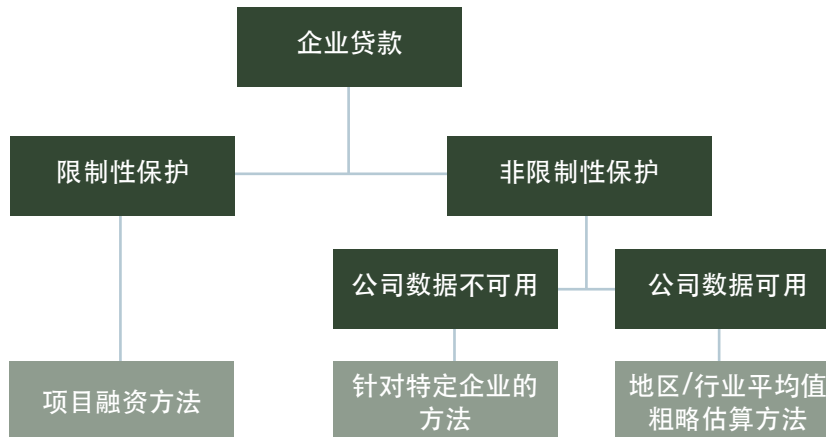 企业贷款
限制性保护
非限制性保护
公司数据不可用
公司数据可用
项目融资方法
针对特定企业的
方法
地区/行业平均值
粗略估算方法